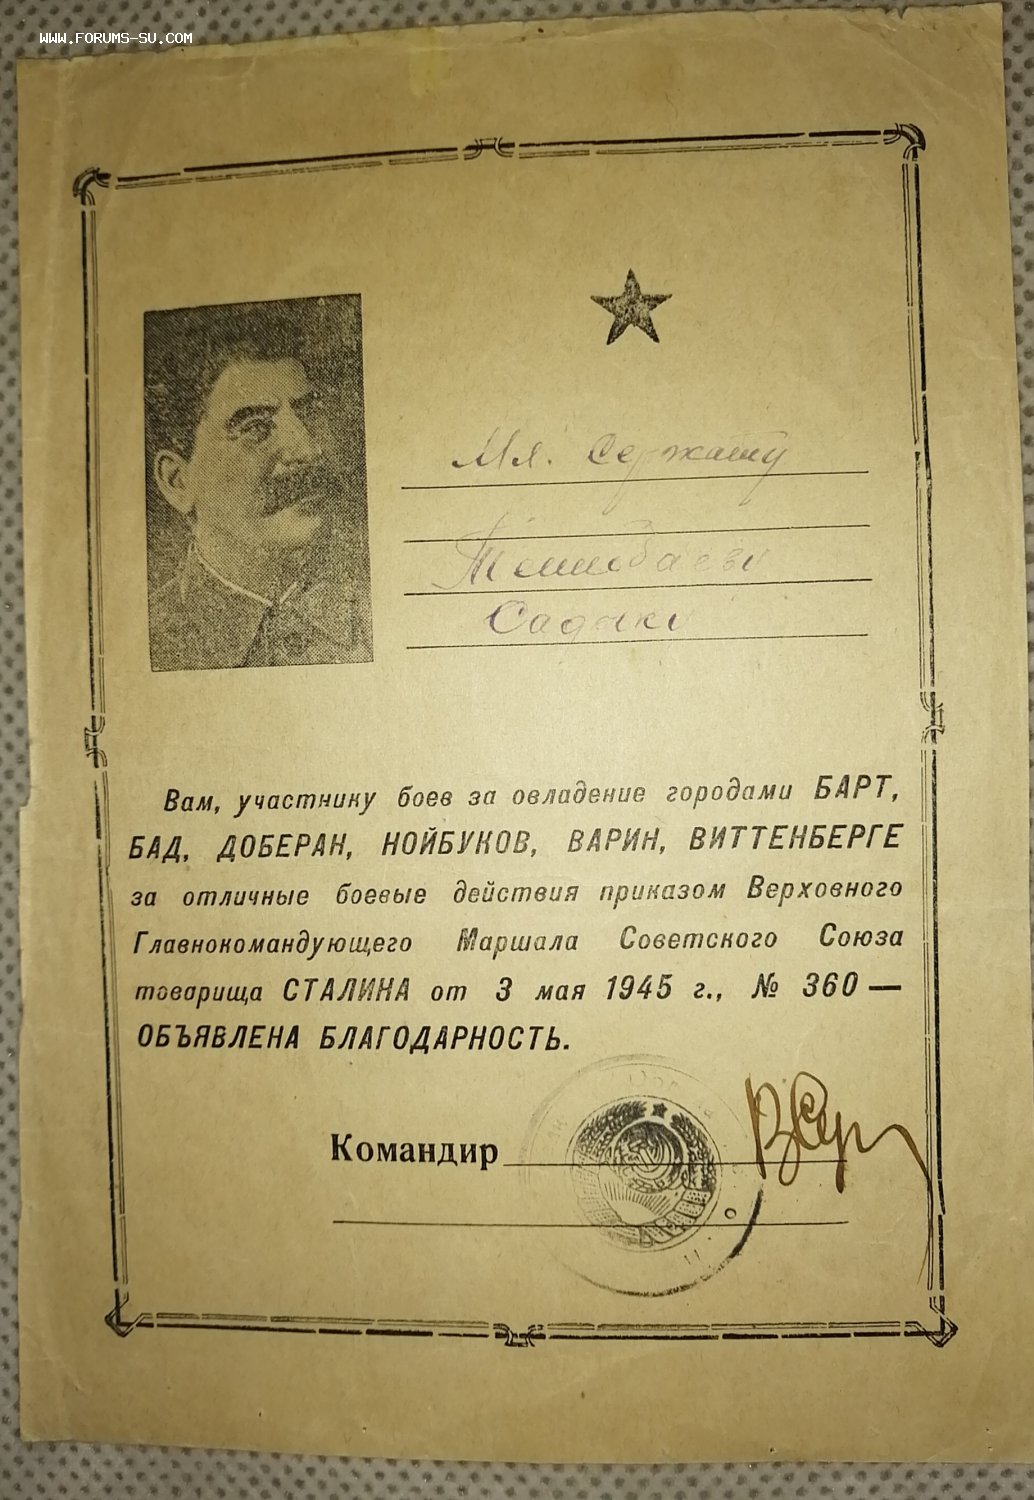 WWW.FORUMS-SU.COM
Мл. Сержанту
Садыку
Вам, участнику боев за овладение городами БАРТ,
БАД, ДОБЕРАН, НОЙБУКОВ, ВАРИН, ВИТТЕНБЕРГЕ
за отличные боевые действия приказом Верховного
Главнокомандующего Маршала Советского Союза
товарища СТАЛИНА от 3 мая 1945 г., № 360 —
ОБЪЯВЛЕНА БЛАГОДАРНОСТЬ.
Командир